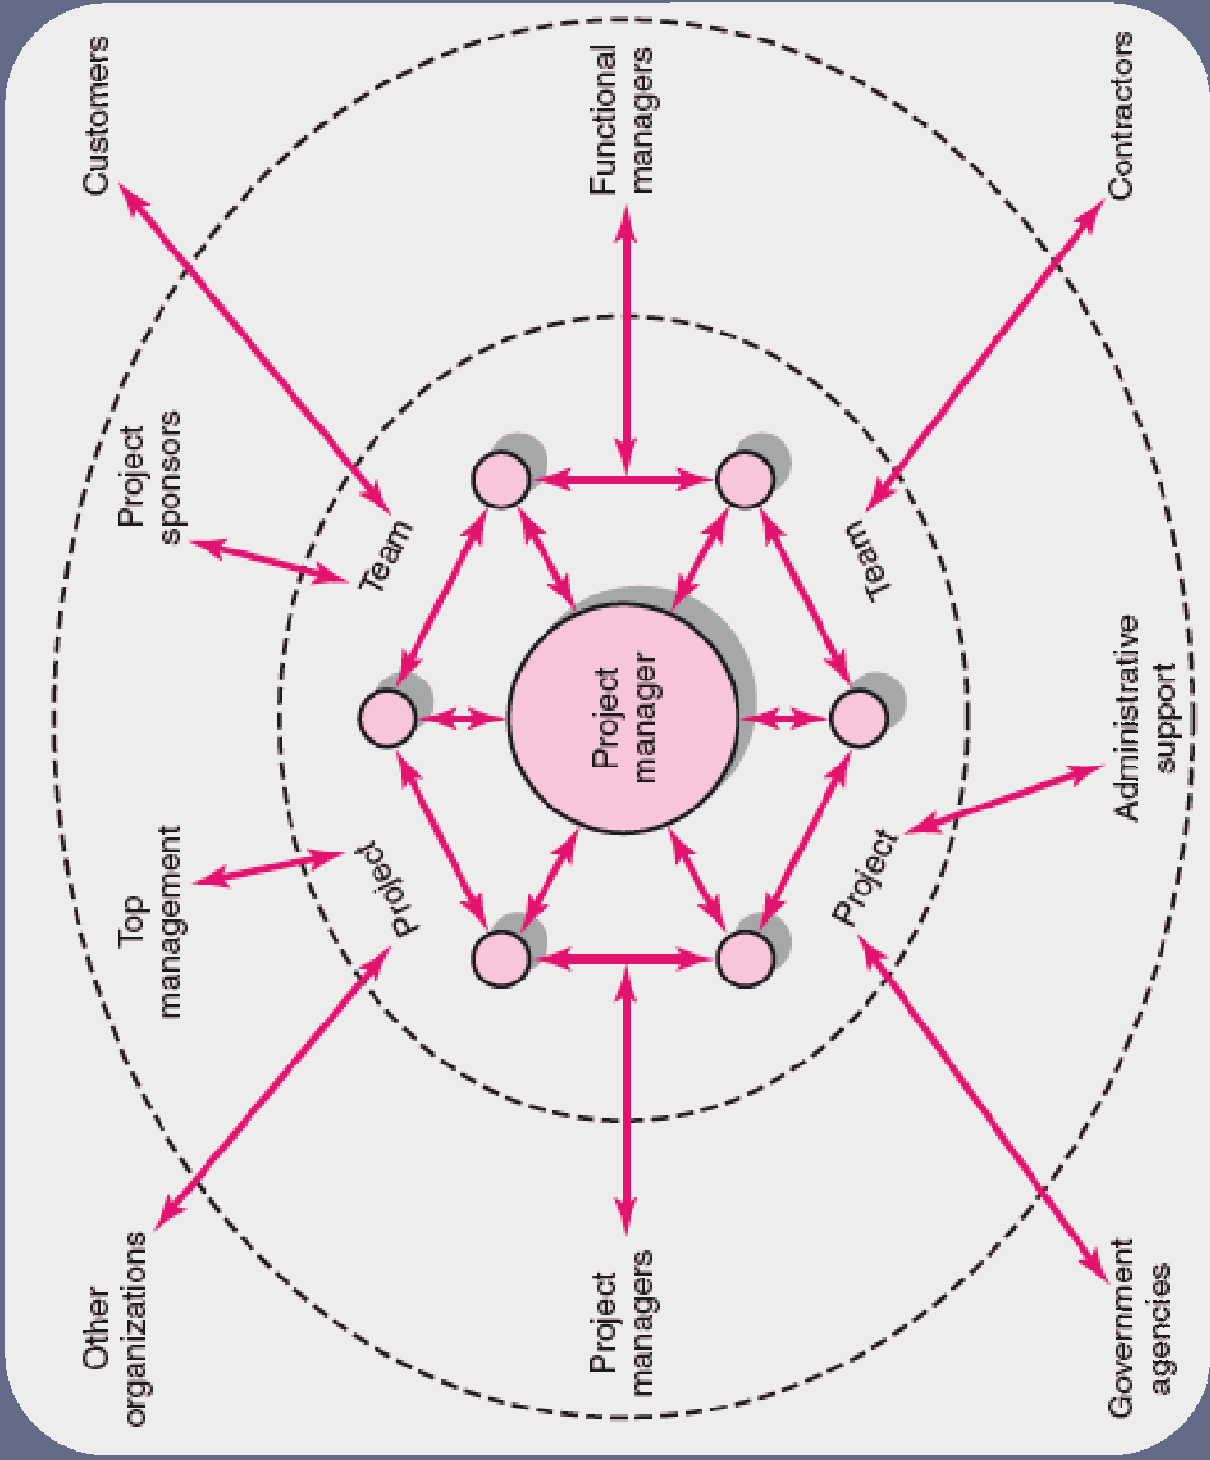 Other
organizations
Top
management
Project
sponsors
Customers
Project
Team
Project
managers
Project
manager
Functional
managers
Project
Team
Government
agencies
Administrative
support
Contractors